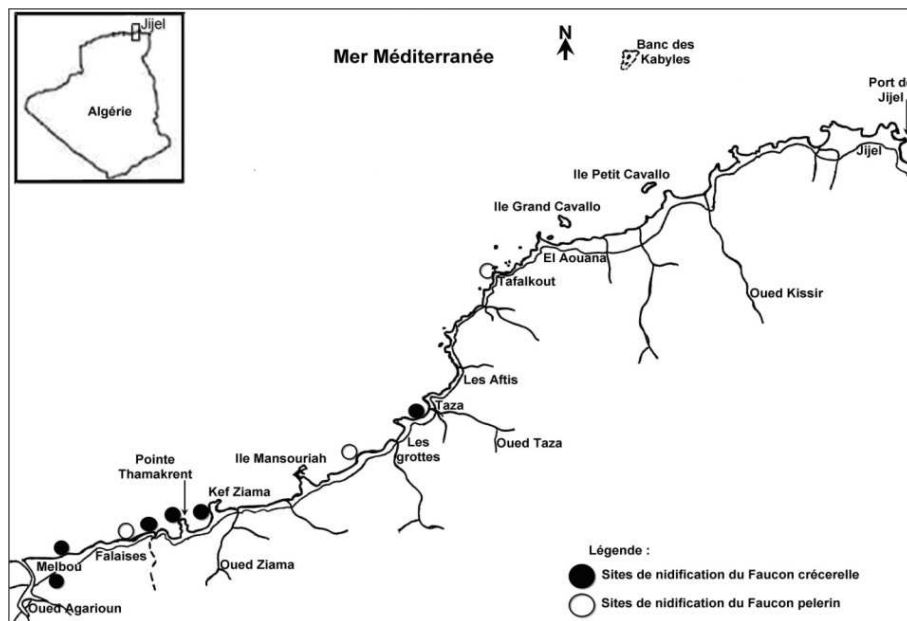 Jijel
Algérie
Mer Méditerranée
N
Banc des
Kabyles
Port de
Jijel
Jijel
Ile Petit Cavallo
Ile Grand Cavallo
El Aouana
Tafalkout
Oued Kissir
Les Aftis
Taza
Oued Taza
Les
grottes
Ile Mansouriah
Pointe
Thamakrent
Kef Ziama
Falaises
Oued Ziama
Melbou
Oued Agarioun
Légende :
Sites de nidification du Faucon crécerelle
Sites de nidification du Faucon pelerin